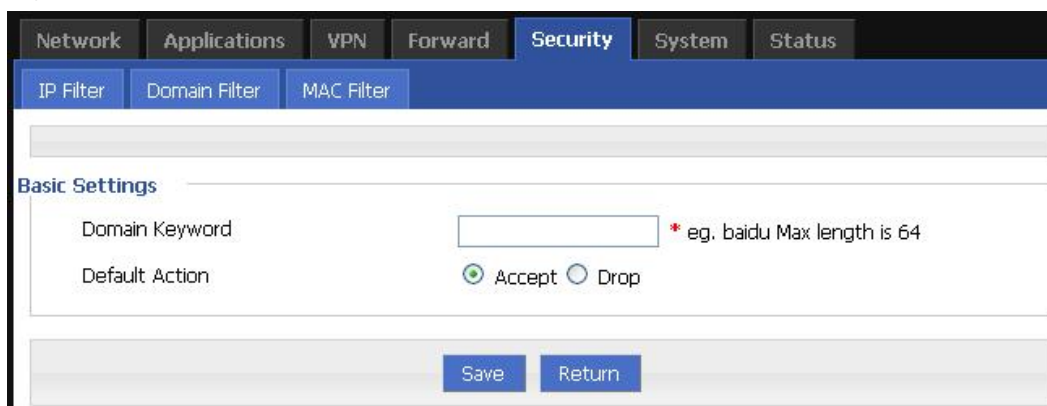 Network Applications VPN Forward Security System Status
IP Filter Domain Filter MAC Filter
Basic Settings
Domain Keyword * eg. baidu Max length is 64
Default Action Accept Drop
Save Return